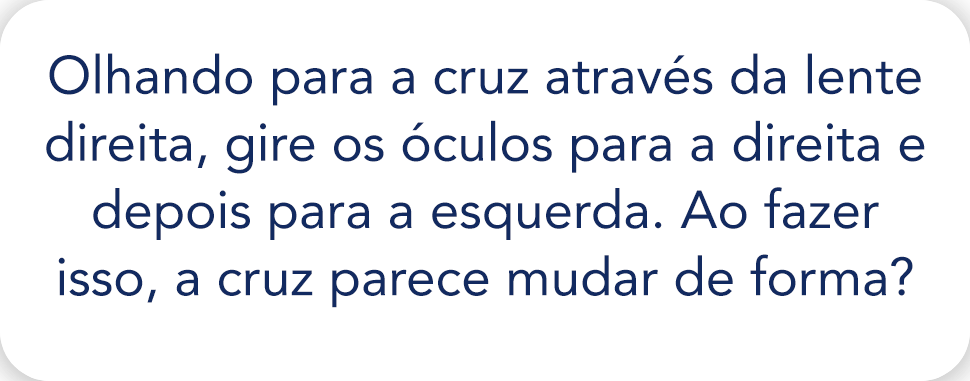 Olhando para a cruz através da lente
direita, gire os óculos para a direita e
depois para a esquerda. Ao fazer
isso, a cruz parece mudar de forma?